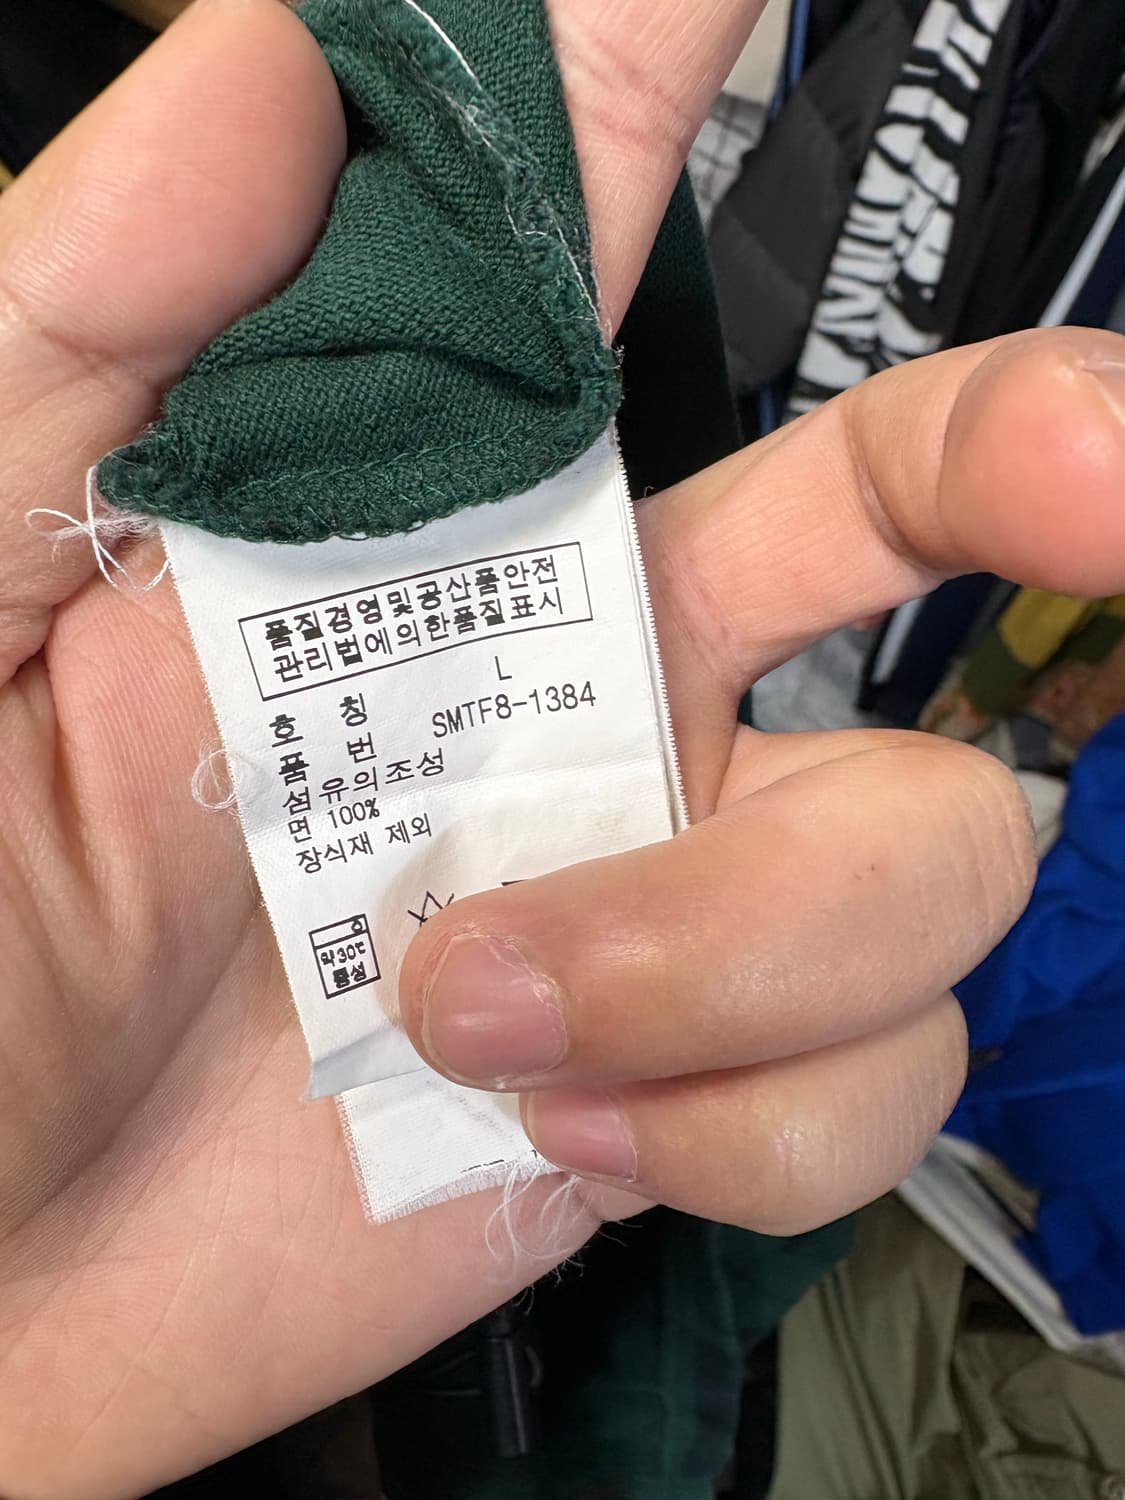 품질경영및공산품안전
관리법에의한품질표시
호 칭 L
품 번 SMTF8-1384
섬유의조성
면 100%
장식재 제외
약30℃
중성